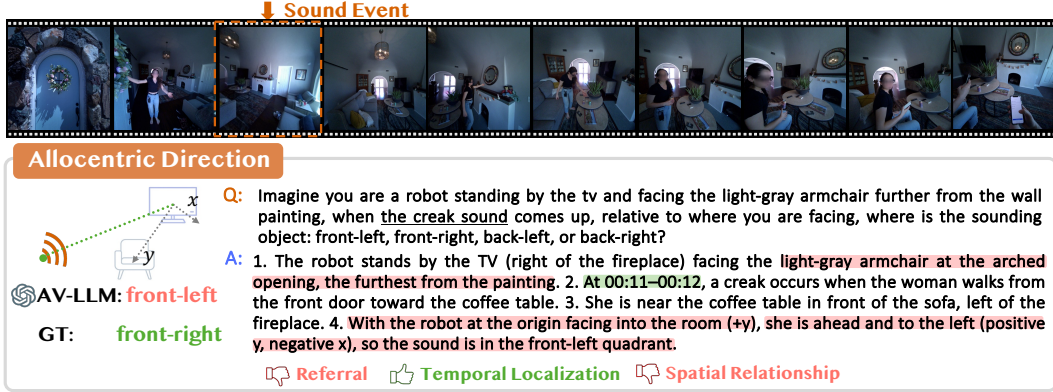 Sound Event
Allocentric Direction
x
y
Q: Imagine you are a robot standing by the tv and facing the light-gray armchair further from the wall
painting, when the creak sound comes up, relative to where you are facing, where is the sounding
object: front-left, front-right, back-left, or back-right?
A: 1. The robot stands by the TV (right of the fireplace) facing the light-gray armchair at the arched
opening, the furthest from the painting. 2. At 00:11–00:12, a creak occurs when the woman walks from
the front door toward the coffee table. 3. She is near the coffee table in front of the sofa, left of the
fireplace. 4. With the robot at the origin facing into the room (+y), she is ahead and to the left (positive
y, negative x), so the sound is in the front-left quadrant.
AV-LLM: front-left
GT: front-right
Referral Temporal Localization Spatial Relationship